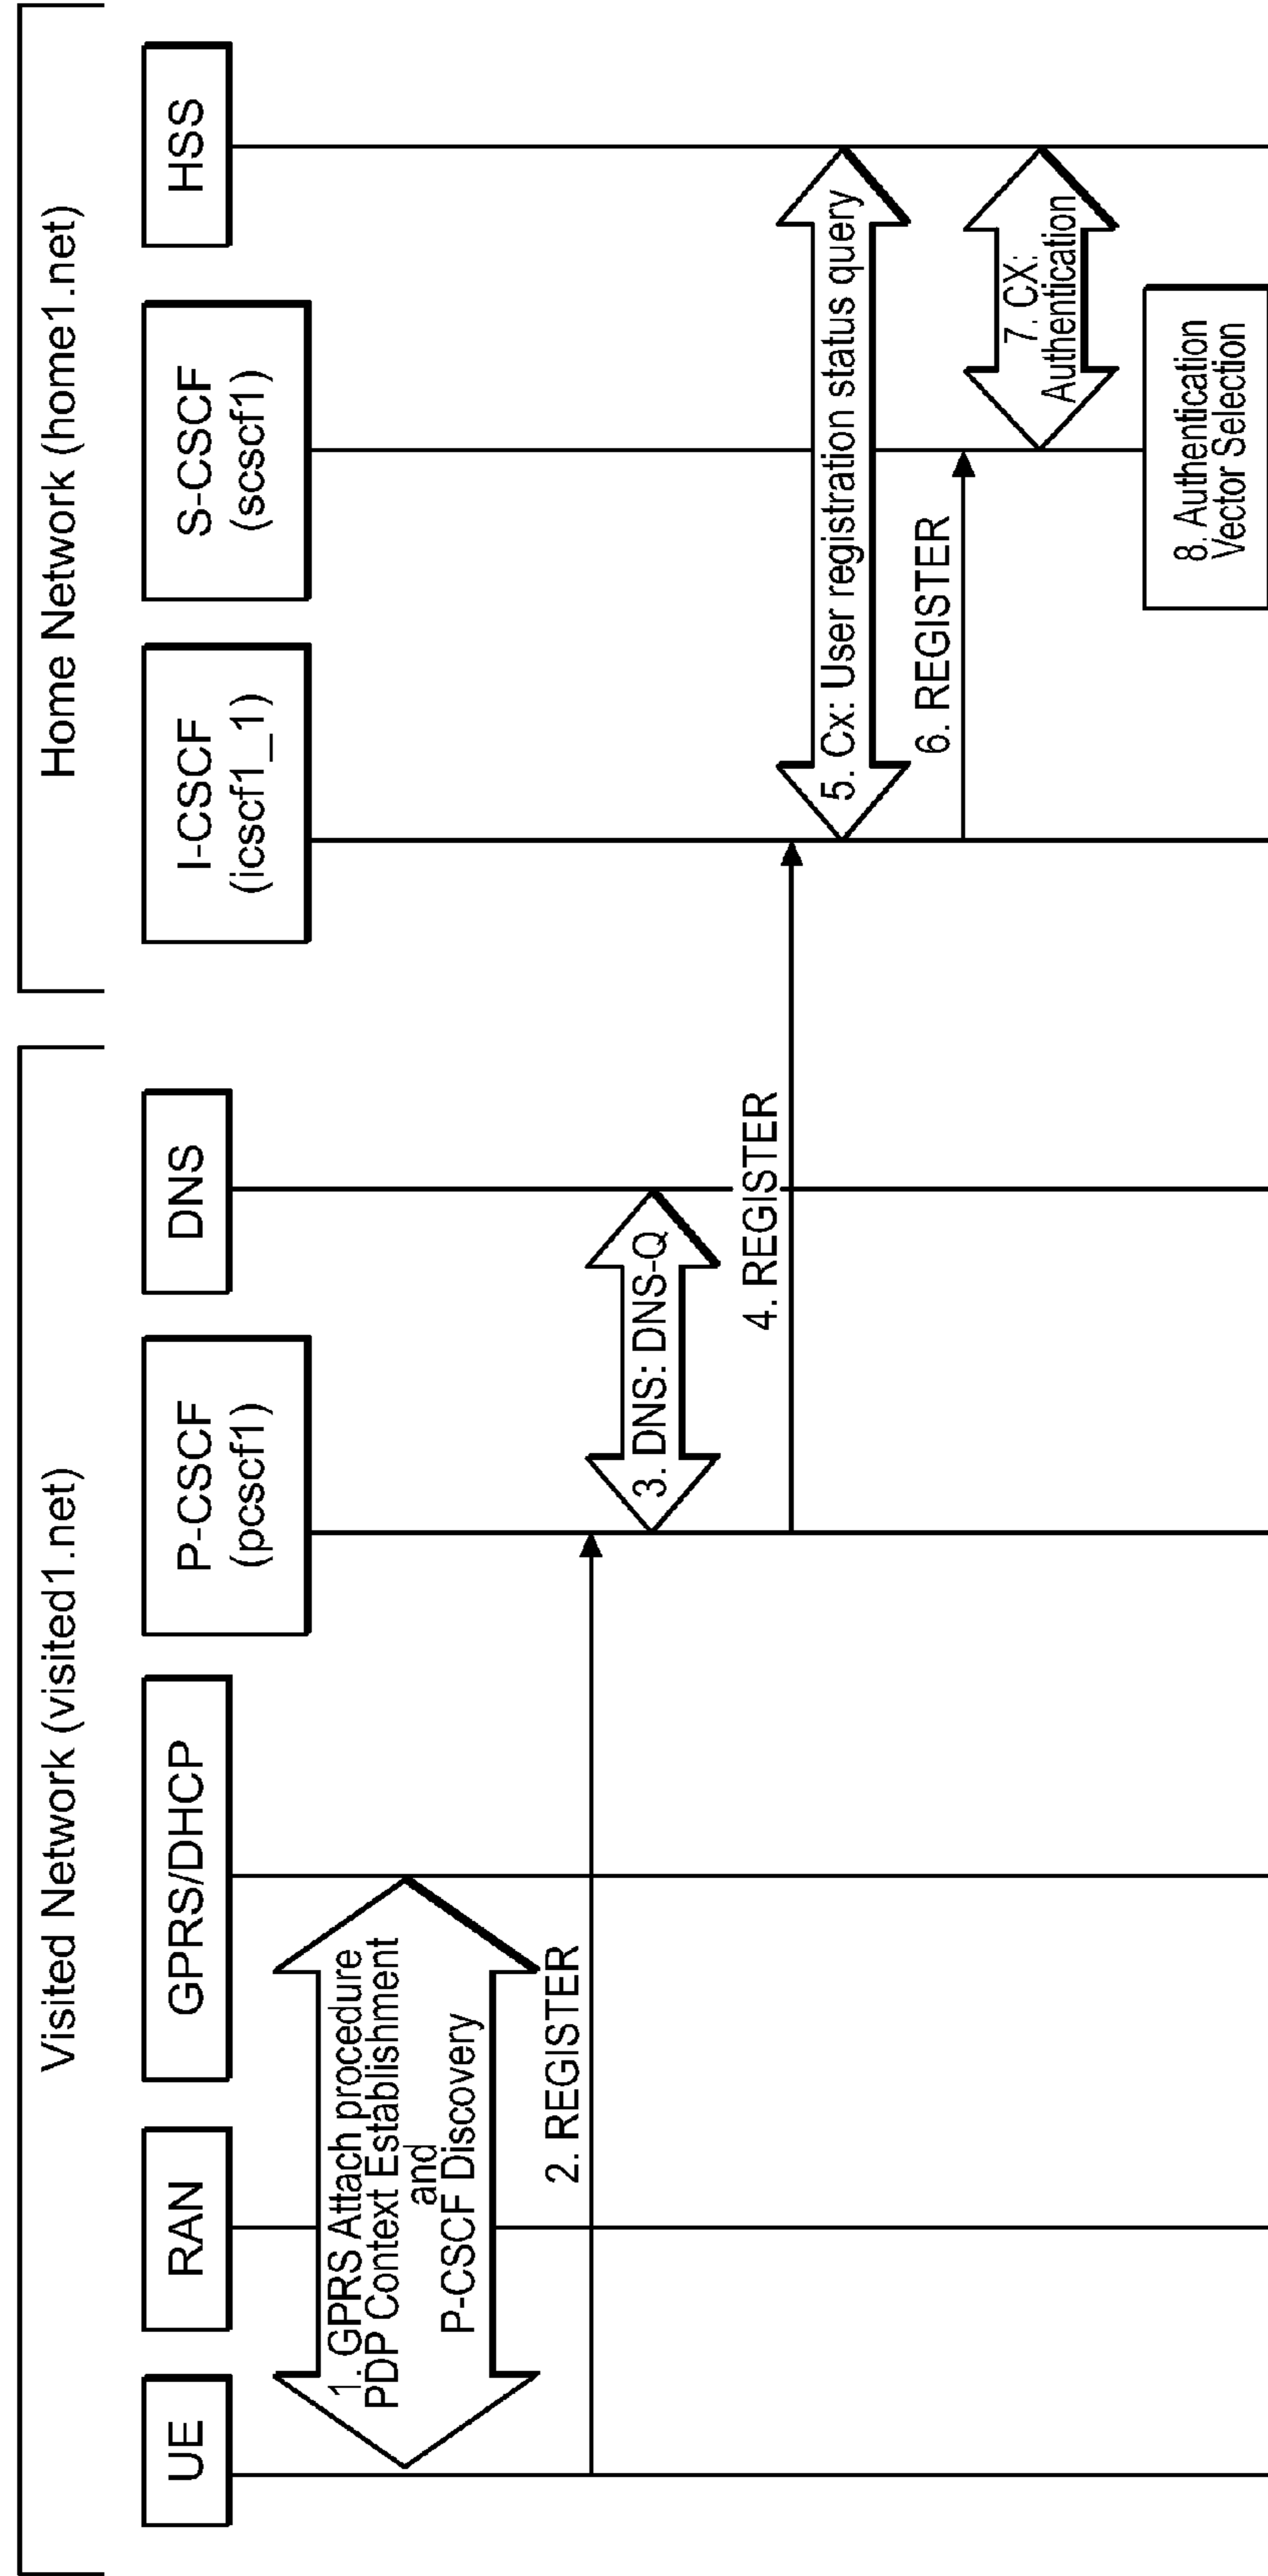 Visited Network (visited1.net)
Home Network (home1.net)
UE
RAN
GPRS/DHCP
P-CSCF
(pcscf1)
DNS
I-CSCF
(icscf1_1)
S-CSCF
(scscf1)
HSS
1. GPRS Attach procedure
PDP Context Establishment
and
P-CSCF Discovery
2. REGISTER
3. DNS: DNS-Q
4. REGISTER
5. Cx: User registration status query
6. REGISTER
7. CX:
Authentication
8. Authentication
Vector Selection